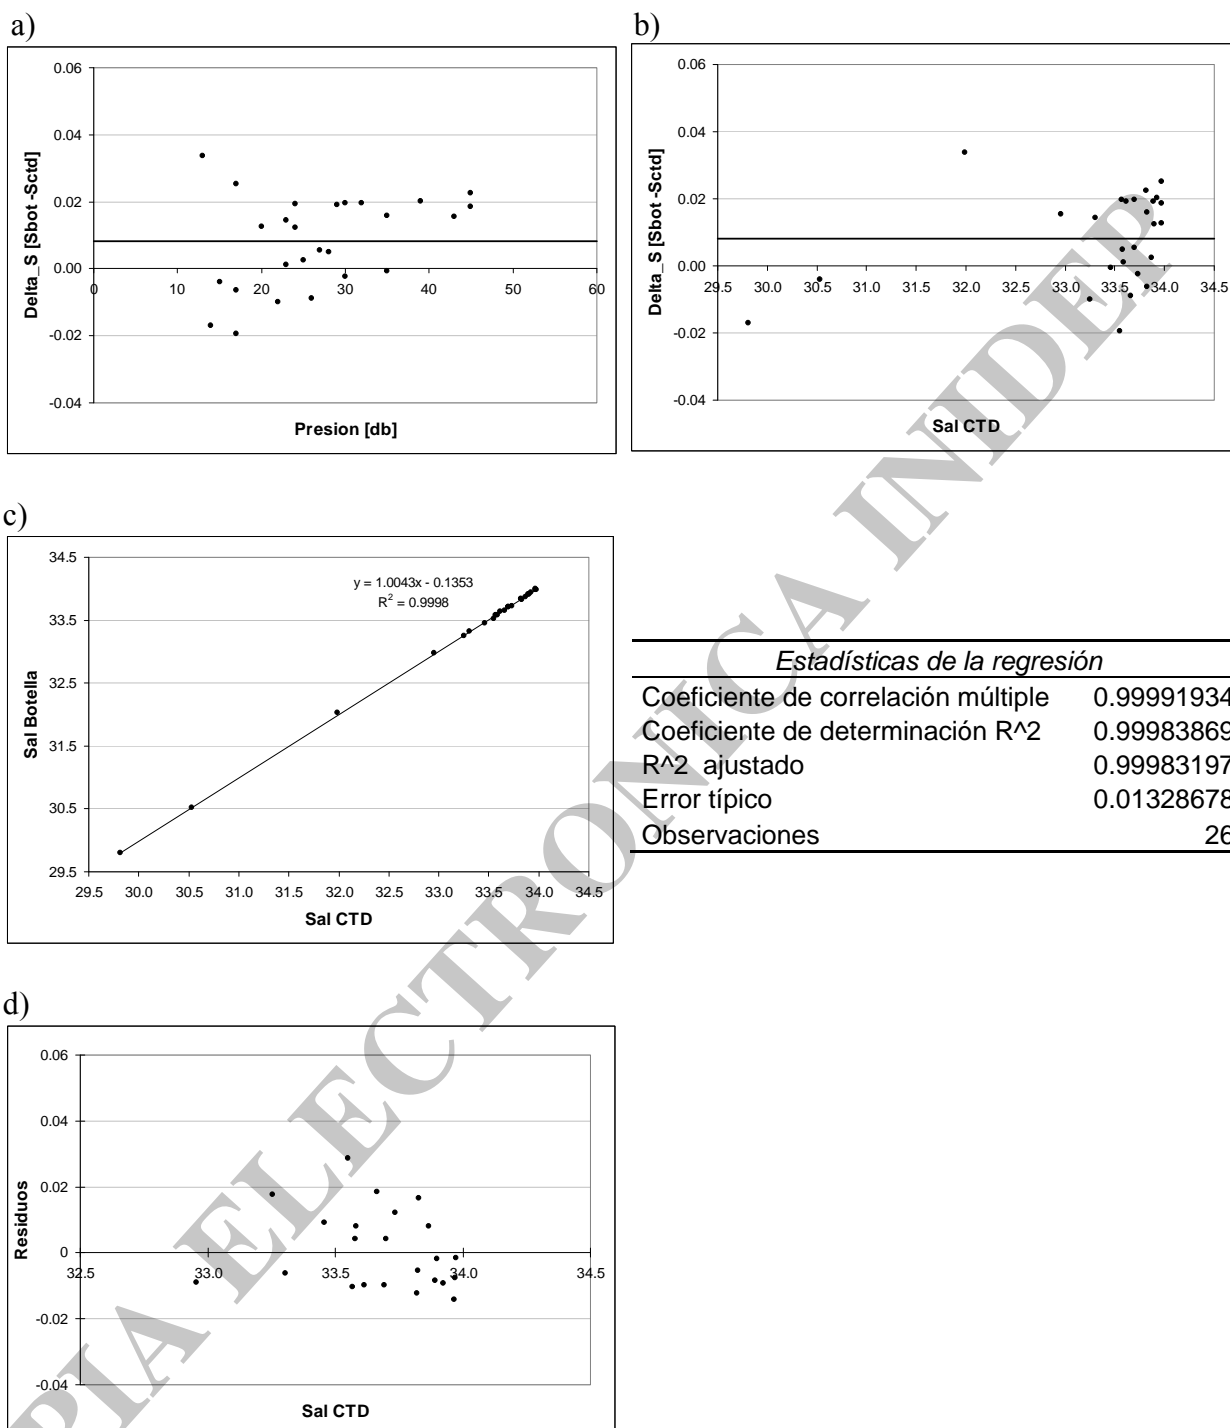 a)
0.06
0.04
0.02
0.00
-0.02
-0.04
0
10
20
30
40
50
60
Delta_S [Sbot -Sctd]
Presion [db]
b)
0.06
0.04
0.02
0.00
-0.02
-0.04
29.5
30.0
30.5
31.0
31.5
32.0
32.5
33.0
33.5
34.0
34.5
Delta_S [Sbot -Sctd]
Sal CTD
c)
34.5
33.5
32.5
31.5
30.5
29.5
y = 1.0043x - 0.1353
R² = 0.9998
29.5
30.0
30.5
31.0
31.5
32.0
32.5
33.0
33.5
34.0
34.5
Sal Botella
Sal CTD
Estadísticas de la regresión
Coeficiente de correlación múltiple 0.99991934
Coeficiente de determinación R^2 0.99983869
R^2 ajustado 0.99983197
Error típico 0.01328678
Observaciones 26
d)
0.06
0.04
0.02
0
-0.02
-0.04
32.5
33.0
33.5
34.0
34.5
Residuos
Sal CTD
PIA ELECTRONICA INIDEP